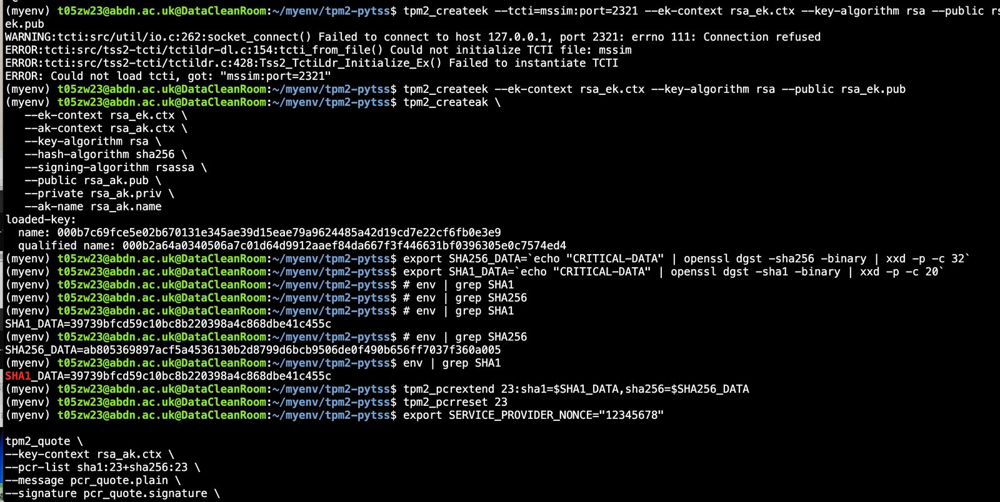 (myenv) t05zw23@abdn.ac.uk@DataCleanRoom:~/myenv/tpm2-pytss$ tpm2_createek --tcti=mssim:port=2321 --ek-context rsa_ek.ctx --key-algorithm rsa --public rs
ek.pub
WARNING:tcti:src/util/io.c:262:socket_connect() Failed to connect to host 127.0.0.1, port 2321: errno 111: Connection refused
ERROR:tcti:src/tss2-tcti/tctildr-dl.c:154:tcti_from_file() Could not initialize TCTI file: mssim
ERROR:tcti:src/tss2-tcti/tctildr.c:428:Tss2_TctiLdr_Initialize_Ex() Failed to instantiate TCTI
ERROR: Could not load tcti, got: "mssim:port=2321"
(myenv) t05zw23@abdn.ac.uk@DataCleanRoom:~/myenv/tpm2-pytss$ tpm2_createek --ek-context rsa_ek.ctx --key-algorithm rsa --public rsa_ek.pub
(myenv) t05zw23@abdn.ac.uk@DataCleanRoom:~/myenv/tpm2-pytss$ tpm2_createak \
--ek-context rsa_ek.ctx \
--ak-context rsa_ak.ctx \
--key-algorithm rsa \
--hash-algorithm sha256 \
--signing-algorithm rsassa \
--public rsa_ak.pub \
--private rsa_ak.priv \
--ak-name rsa_ak.name
loaded-key:
name: 000b7c69fce5e02b670131e345ae39d15eae79a9624485a42d19cd7e22cf6fb0e3e9
qualified name: 000b2a64a0340506a7c01d64d9912aaef84da667f3f446631bf0396305e0c7574ed4
(myenv) t05zw23@abdn.ac.uk@DataCleanRoom:~/myenv/tpm2-pytss$ export SHA256_DATA=`echo "CRITICAL-DATA" | openssl dgst -sha256 -binary | xxd -p -c 32`
(myenv) t05zw23@abdn.ac.uk@DataCleanRoom:~/myenv/tpm2-pytss$ export SHA1_DATA=`echo "CRITICAL-DATA" | openssl dgst -sha1 -binary | xxd -p -c 20`
(myenv) t05zw23@abdn.ac.uk@DataCleanRoom:~/myenv/tpm2-pytss$ # env | grep SHA1
(myenv) t05zw23@abdn.ac.uk@DataCleanRoom:~/myenv/tpm2-pytss$ # env | grep SHA256
(myenv) t05zw23@abdn.ac.uk@DataCleanRoom:~/myenv/tpm2-pytss$ # env | grep SHA1
SHA1_DATA=39739bfcd59c10bc8b220398a4c868dbe41c455c
(myenv) t05zw23@abdn.ac.uk@DataCleanRoom:~/myenv/tpm2-pytss$ # env | grep SHA256
SHA256_DATA=ab805369897acf5a4536130b2d8799d6bcb9506de0f490b656ff7037f360a005
(myenv) t05zw23@abdn.ac.uk@DataCleanRoom:~/myenv/tpm2-pytss$ env | grep SHA1
SHA1_DATA=39739bfcd59c10bc8b220398a4c868dbe41c455c
(myenv) t05zw23@abdn.ac.uk@DataCleanRoom:~/myenv/tpm2-pytss$ tpm2_pcrextend 23:sha1=$SHA1_DATA,sha256=$SHA256_DATA
(myenv) t05zw23@abdn.ac.uk@DataCleanRoom:~/myenv/tpm2-pytss$ tpm2_pcrreset 23
(myenv) t05zw23@abdn.ac.uk@DataCleanRoom:~/myenv/tpm2-pytss$ export SERVICE_PROVIDER_NONCE="12345678"
tpm2_quote \
--key-context rsa_ak.ctx \
--pcr-list sha1:23+sha256:23 \
--message pcr_quote.plain \
--signature pcr_quote.signature \